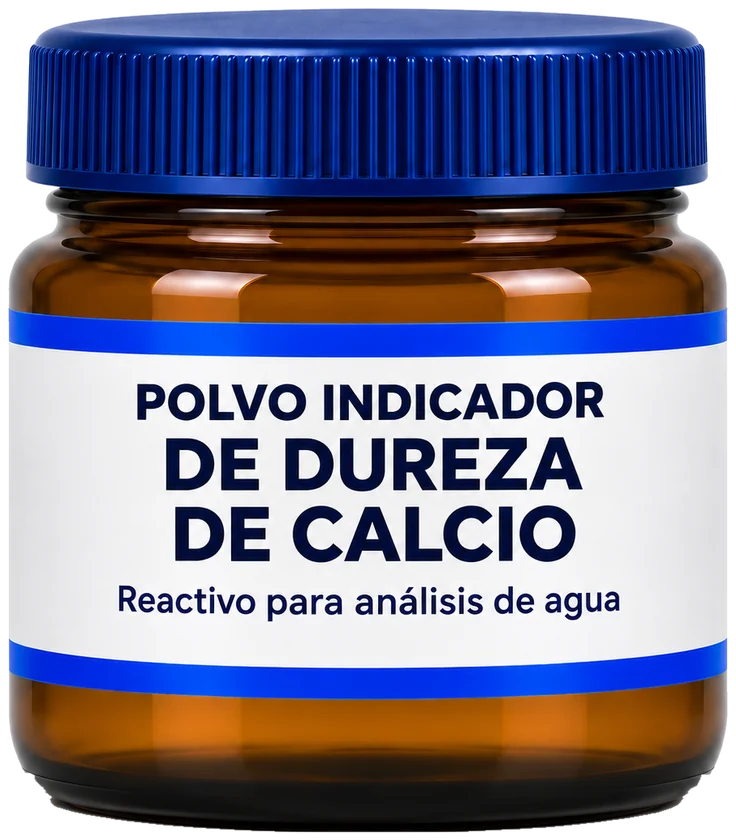 POLVO INDICADOR
DE DUREZA
DE CALCIO
Reactivo para análisis de agua